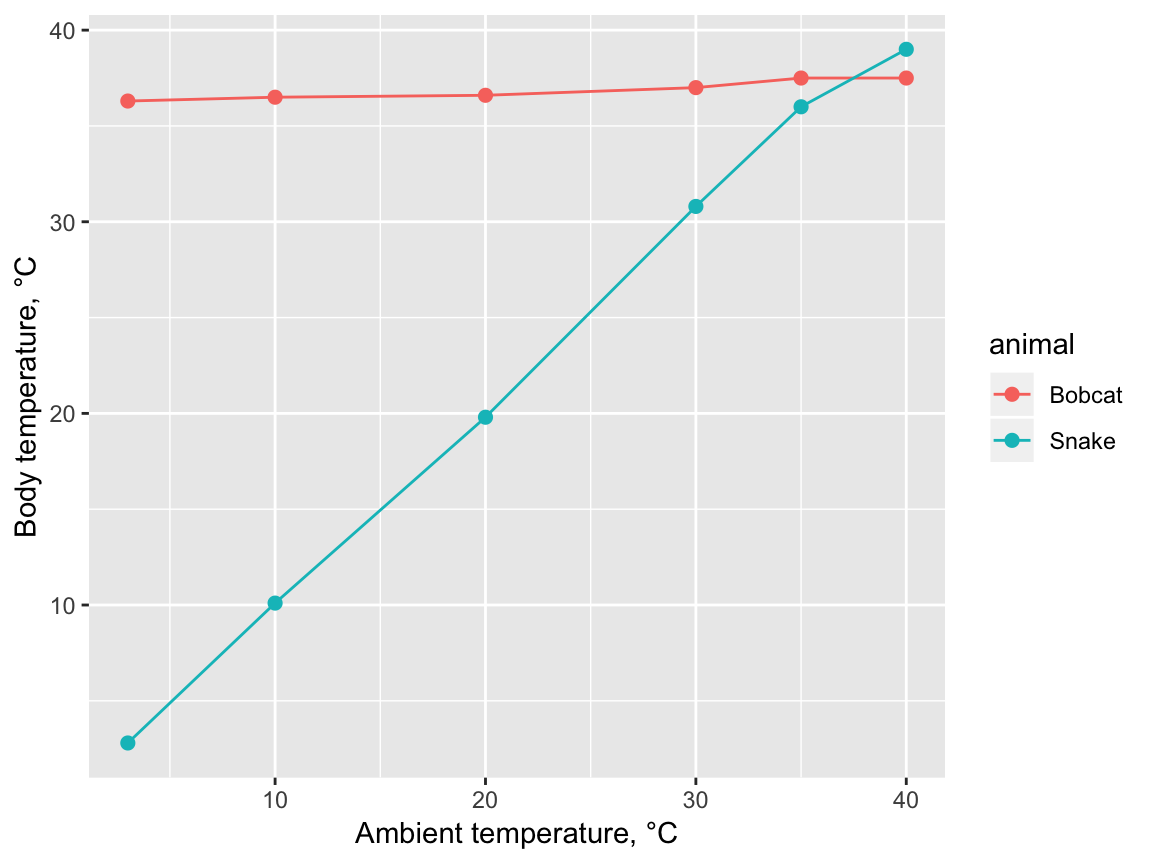 40
30
20
10
Body temperature, °C
10 20 30 40
Ambient temperature, °C
animal
Bobcat
Snake